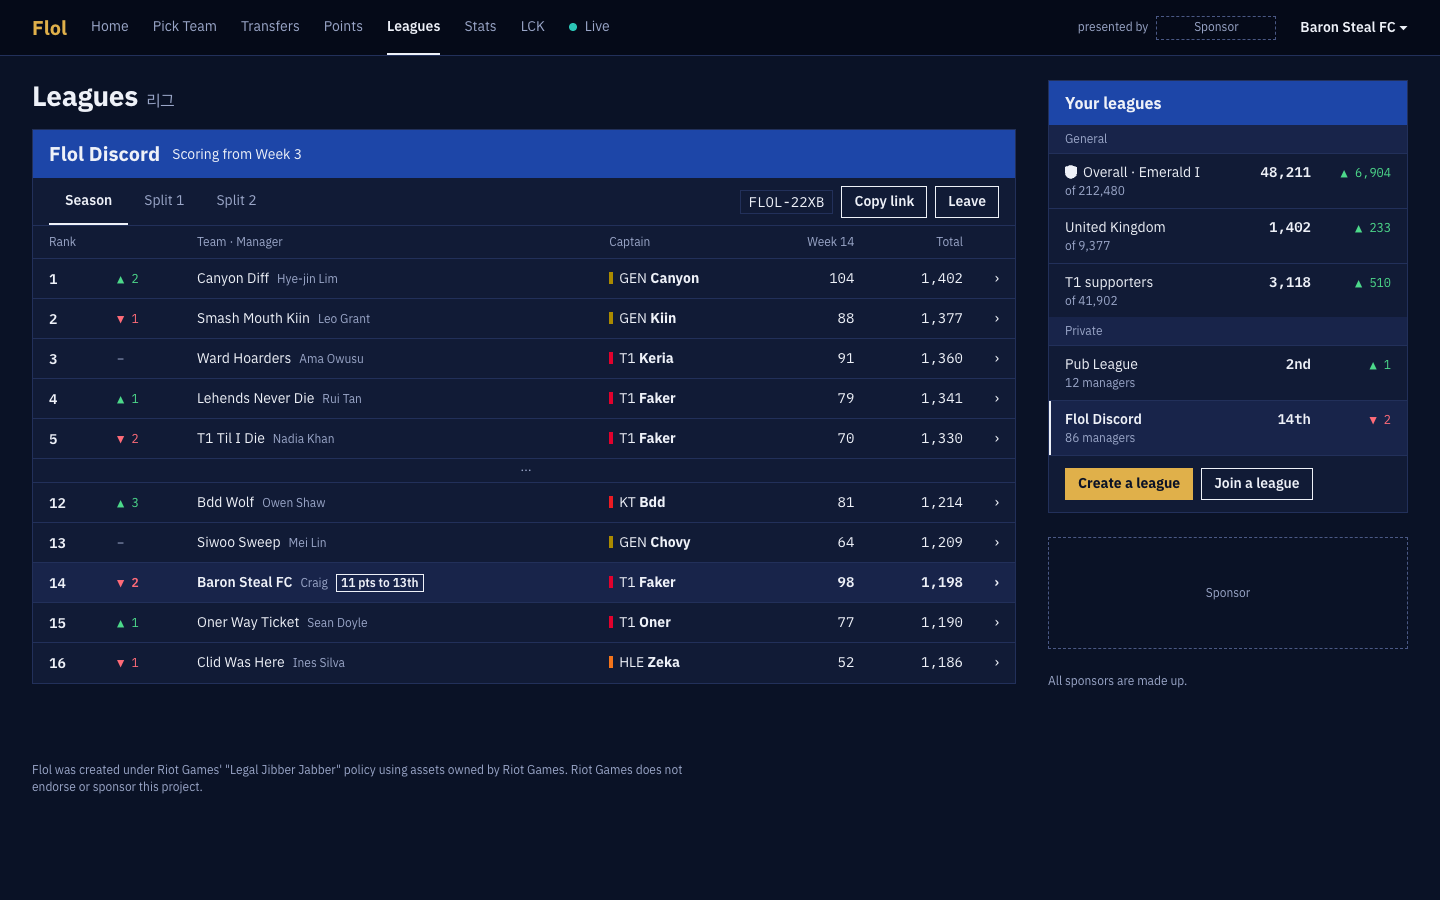 Flol Home Pick Team Transfers Points Leagues Stats LCK Live presented by Sponsor Baron Steal FC
Leagues 리그
Flol Discord Scoring from Week 3
Season Split 1 Split 2 FLOL-22XB Copy link Leave
Rank Team · Manager Captain Week 14 Total
1 ▲ 2 Canyon Diff Hye-jin Lim GEN Canyon 104 1,402 ›
2 ▼ 1 Smash Mouth Kiin Leo Grant GEN Kiin 88 1,377 ›
3 – Ward Hoarders Ama Owusu T1 Keria 91 1,360 ›
4 ▲ 1 Lehends Never Die Rui Tan T1 Faker 79 1,341 ›
5 ▼ 2 T1 Til I Die Nadia Khan T1 Faker 70 1,330 ›
...
12 ▲ 3 Bdd Wolf Owen Shaw KT Bdd 81 1,214 ›
13 – Siwoo Sweep Mei Lin GEN Chovy 64 1,209 ›
14 ▼ 2 Baron Steal FC Craig 11 pts to 13th T1 Faker 98 1,198 ›
15 ▲ 1 Oner Way Ticket Sean Doyle T1 Oner 77 1,190 ›
16 ▼ 1 Clid Was Here Ines Silva HLE Zeka 52 1,186 ›
Your leagues
General
Overall · Emerald I 48,211 ▲ 6,904
of 212,480
United Kingdom 1,402 ▲ 233
of 9,377
T1 supporters 3,118 ▲ 510
of 41,902
Private
Pub League 2nd ▲ 1
12 managers
Flol Discord 14th ▼ 2
86 managers
Create a league Join a league
Sponsor
All sponsors are made up.
Flol was created under Riot Games' "Legal Jibber Jabber" policy using assets owned by Riot Games. Riot Games does not
endorse or sponsor this project.